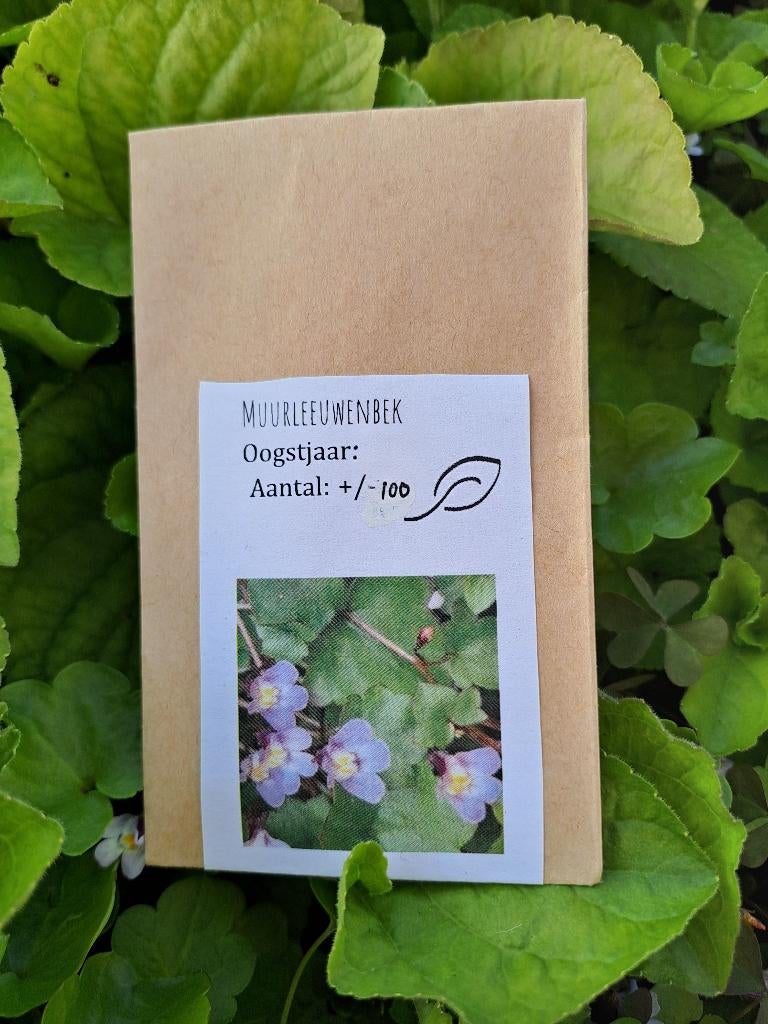 Muurleeuwenbek
Oogstjaar:
Aantal: +/- 100